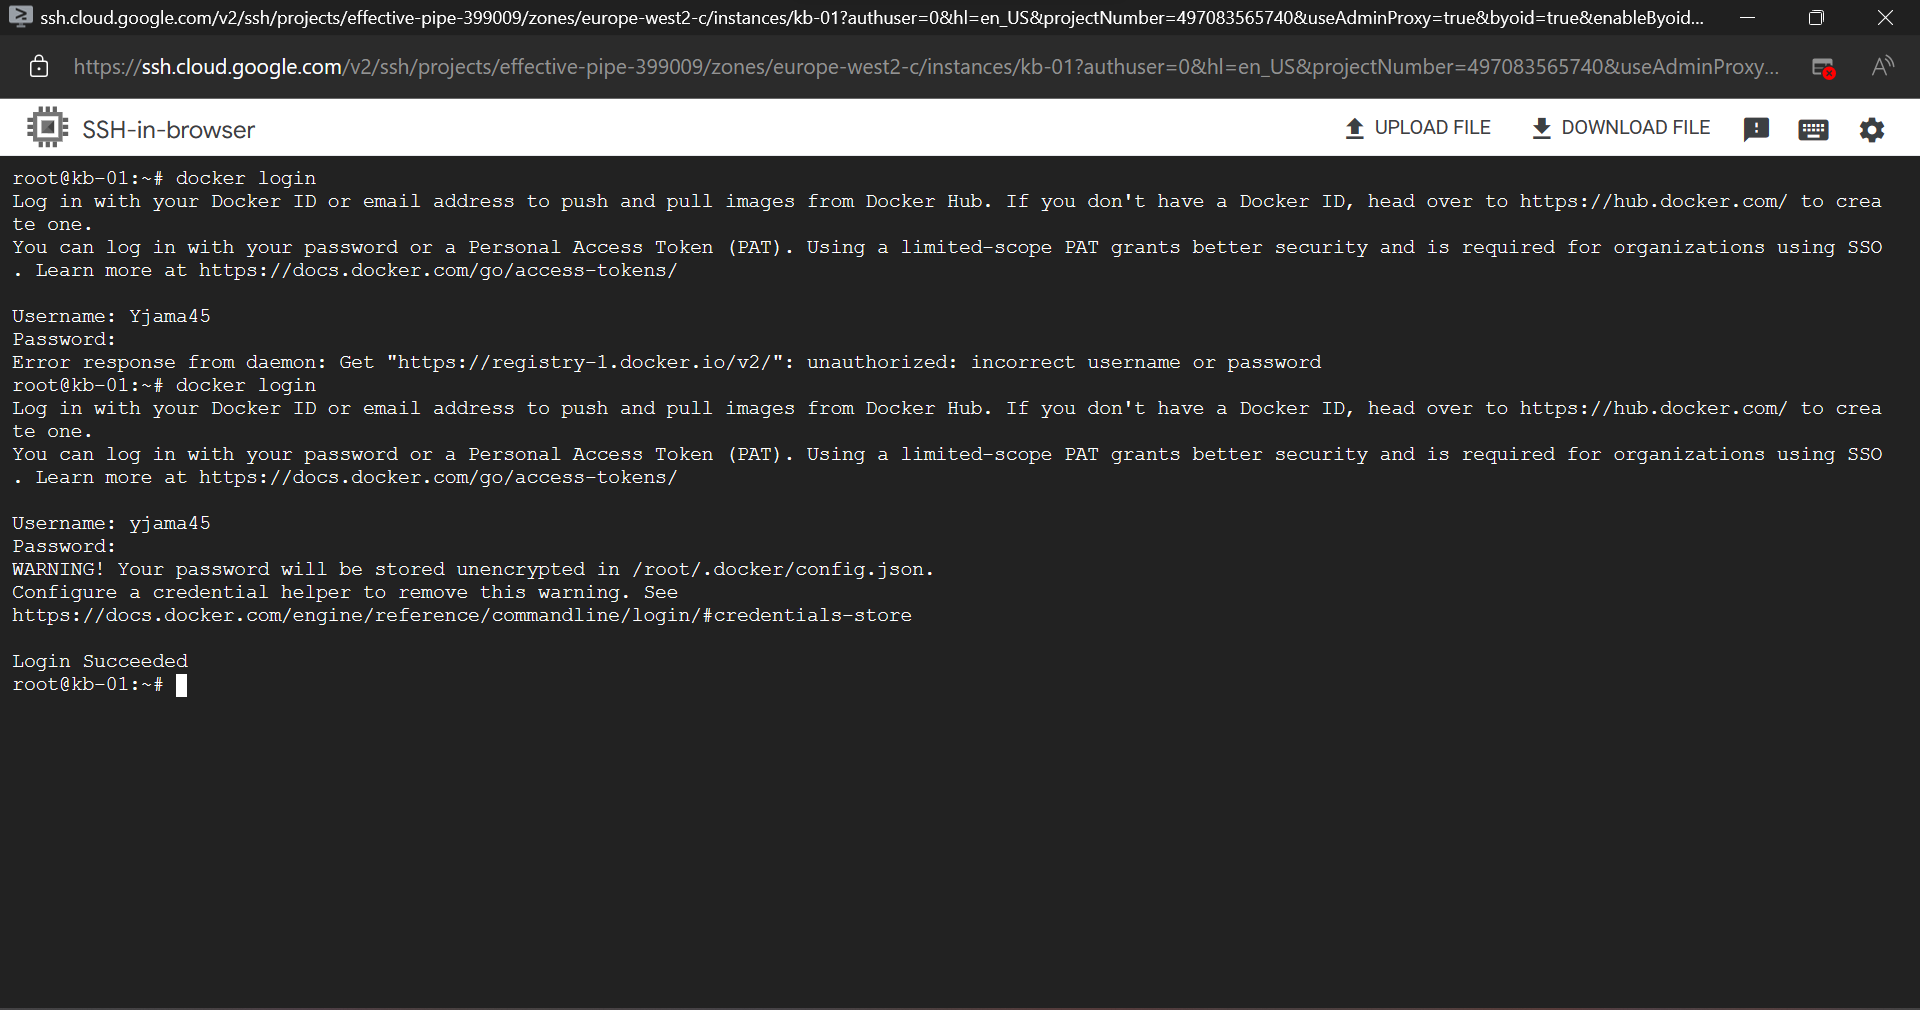 ssh.cloud.google.com/v2/ssh/projects/effective-pipe-399009/zones/europe-west2-c/instances/kb-01?authuser=0&hl=en_US&projectNumber=497083565740&useAdminProxy=true&byoid=true&enableByoid...
https://ssh.cloud.google.com/v2/ssh/projects/effective-pipe-399009/zones/europe-west2-c/instances/kb-01?authuser=0&hl=en_US&projectNumber=497083565740&useAdminProxy...
SSH-in-browser
UPLOAD FILE
DOWNLOAD FILE
root@kb-01:~# docker login
Log in with your Docker ID or email address to push and pull images from Docker Hub. If you don't have a Docker ID, head over to https://hub.docker.com/ to crea
te one.
You can log in with your password or a Personal Access Token (PAT). Using a limited-scope PAT grants better security and is required for organizations using SSO
. Learn more at https://docs.docker.com/go/access-tokens/
Username: Yjama45
Password:
Error response from daemon: Get "https://registry-1.docker.io/v2/": unauthorized: incorrect username or password
root@kb-01:~# docker login
Log in with your Docker ID or email address to push and pull images from Docker Hub. If you don't have a Docker ID, head over to https://hub.docker.com/ to crea
te one.
You can log in with your password or a Personal Access Token (PAT). Using a limited-scope PAT grants better security and is required for organizations using SSO
. Learn more at https://docs.docker.com/go/access-tokens/
Username: yjama45
Password:
WARNING! Your password will be stored unencrypted in /root/.docker/config.json.
Configure a credential helper to remove this warning. See
https://docs.docker.com/engine/reference/commandline/login/#credentials-store
Login Succeeded
root@kb-01:~#